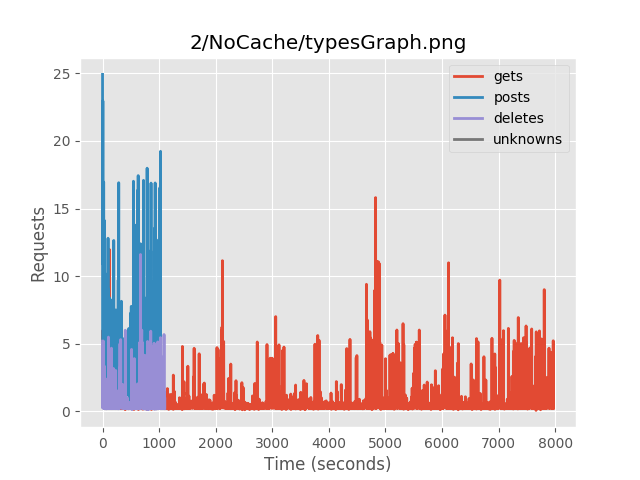 2/NoCache/typesGraph.png
gets
posts
deletes
unknowns
25
20
15
10
5
0
Requests
0 1000 2000 3000 4000 5000 6000 7000 8000
Time (seconds)